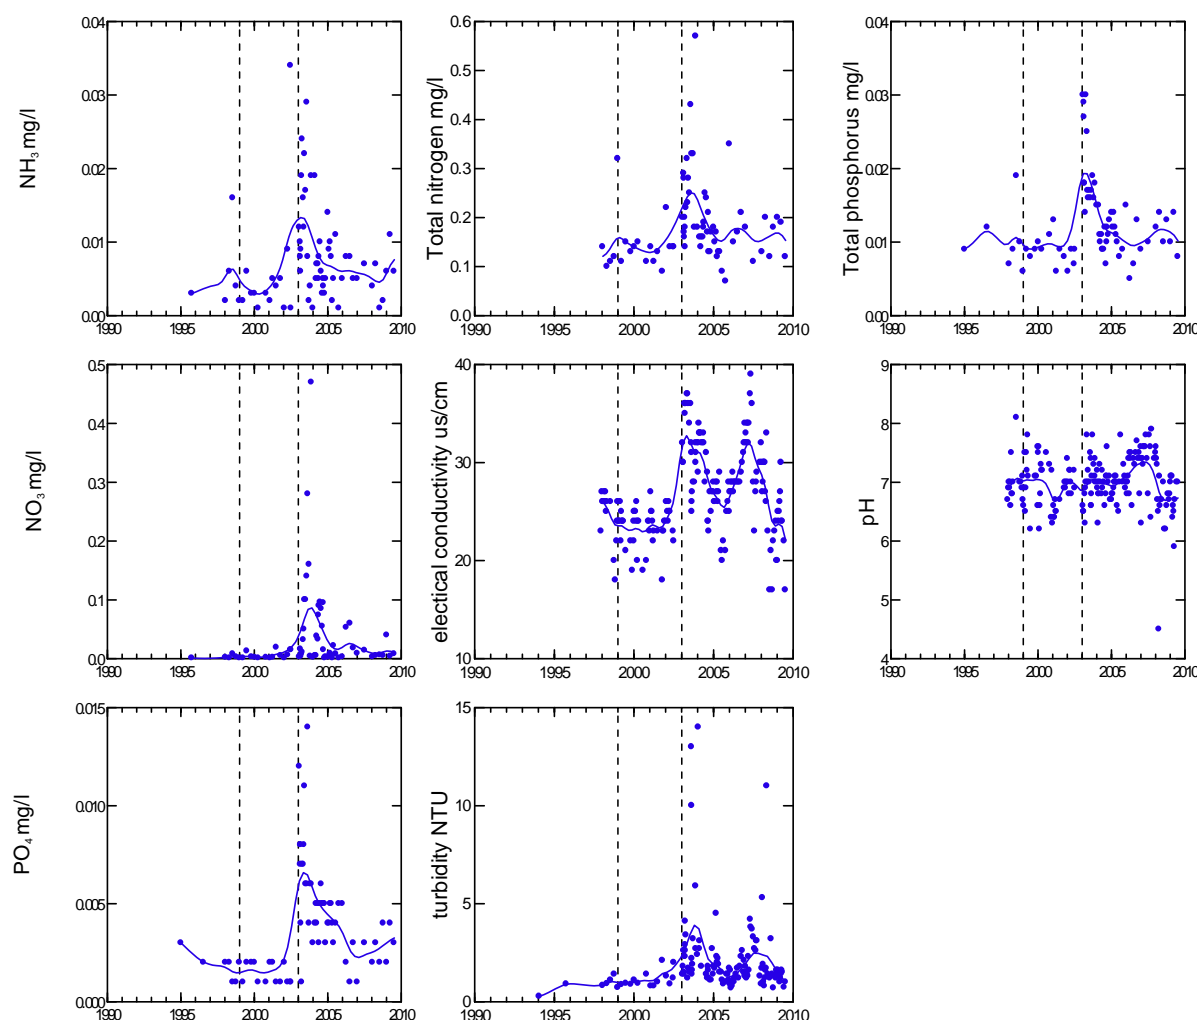 NH3 mg/l
0.04
0.03
0.02
0.01
0.00
1990 1995 2000 2005 2010
Total nitrogen mg/l
0.6
0.5
0.4
0.3
0.2
0.1
0.0
1990 1995 2000 2005 2010
Total phosphorus mg/l
0.04
0.03
0.02
0.01
0.00
1990 1995 2000 2005 2010
NO3 mg/l
0.5
0.4
0.3
0.2
0.1
0.0
1990 1995 2000 2005 2010
electical conductivity us/cm
40
30
20
10
1990 1995 2000 2005 2010
pH
9
8
7
6
5
4
1990 1995 2000 2005 2010
PO4 mg/l
0.015
0.010
0.005
0.000
1990 1995 2000 2005 2010
turbidity NTU
15
10
5
0
1990 1995 2000 2005 2010